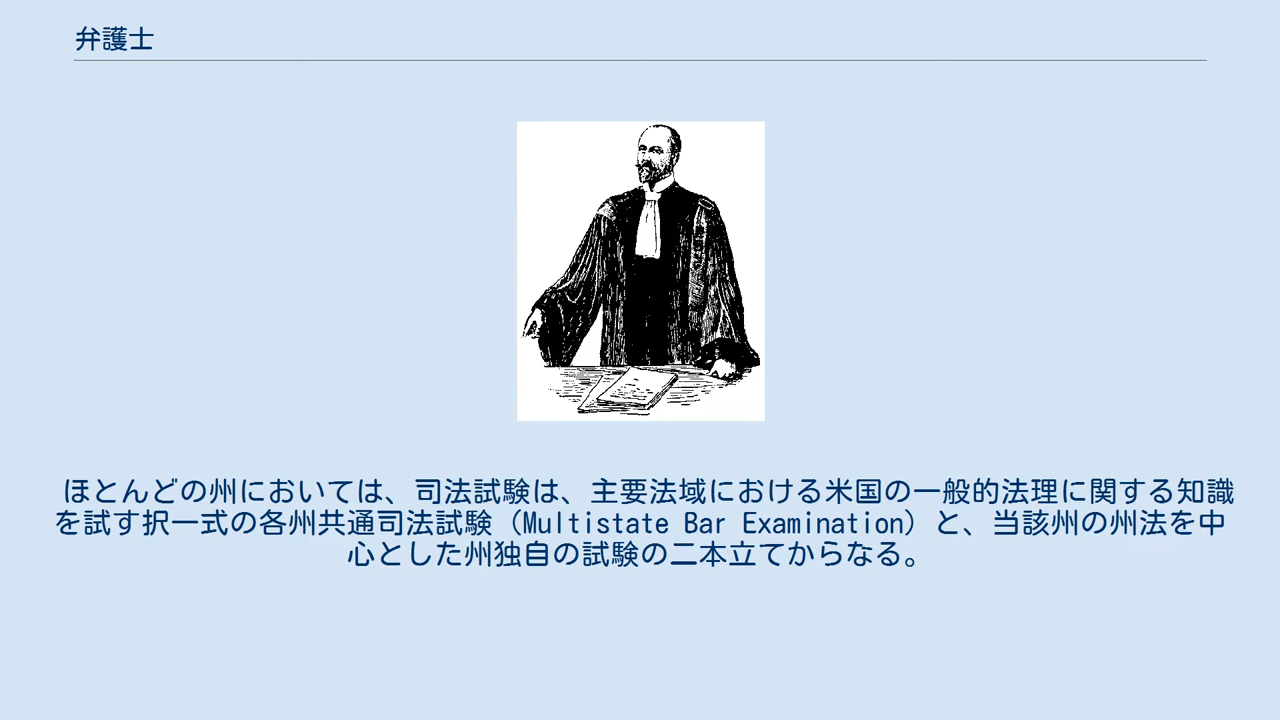 弁護士
ほとんどの州においては、司法試験は、主要法域における米国の一般的法理に関する知識
を試す択一式の各州共通司法試験（Multistate Bar Examination）と、当該州の州法を中
心とした州独自の試験の二本立てからなる。